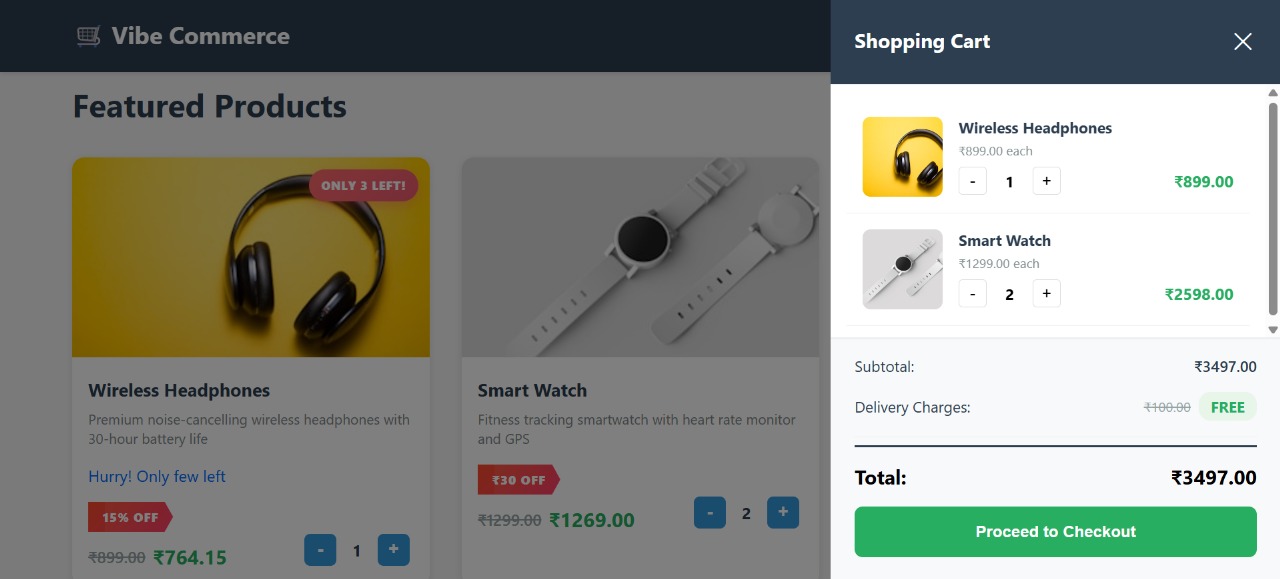 Vibe Commerce
Featured Products
ONLY 3 LEFT!
Wireless Headphones
Premium noise-cancelling wireless headphones with
30-hour battery life
Hurry! Only few left
15% OFF
₹899.00 ₹764.15
- 1 +
Smart Watch
Fitness tracking smartwatch with heart rate monitor
and GPS
₹30 OFF
₹1299.00 ₹1269.00
- 2 +
Shopping Cart
Wireless Headphones
₹899.00 each
- 1 + ₹899.00
Smart Watch
₹1299.00 each
- 2 + ₹2598.00
Subtotal: ₹3497.00
Delivery Charges: ₹100.00 FREE
Total: ₹3497.00
Proceed to Checkout